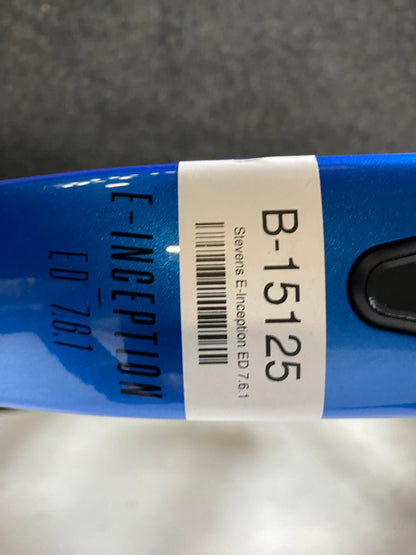 E-INCEPTION
ED 7.6.1
B-15125
Stevens E-Inception ED 7.6.1